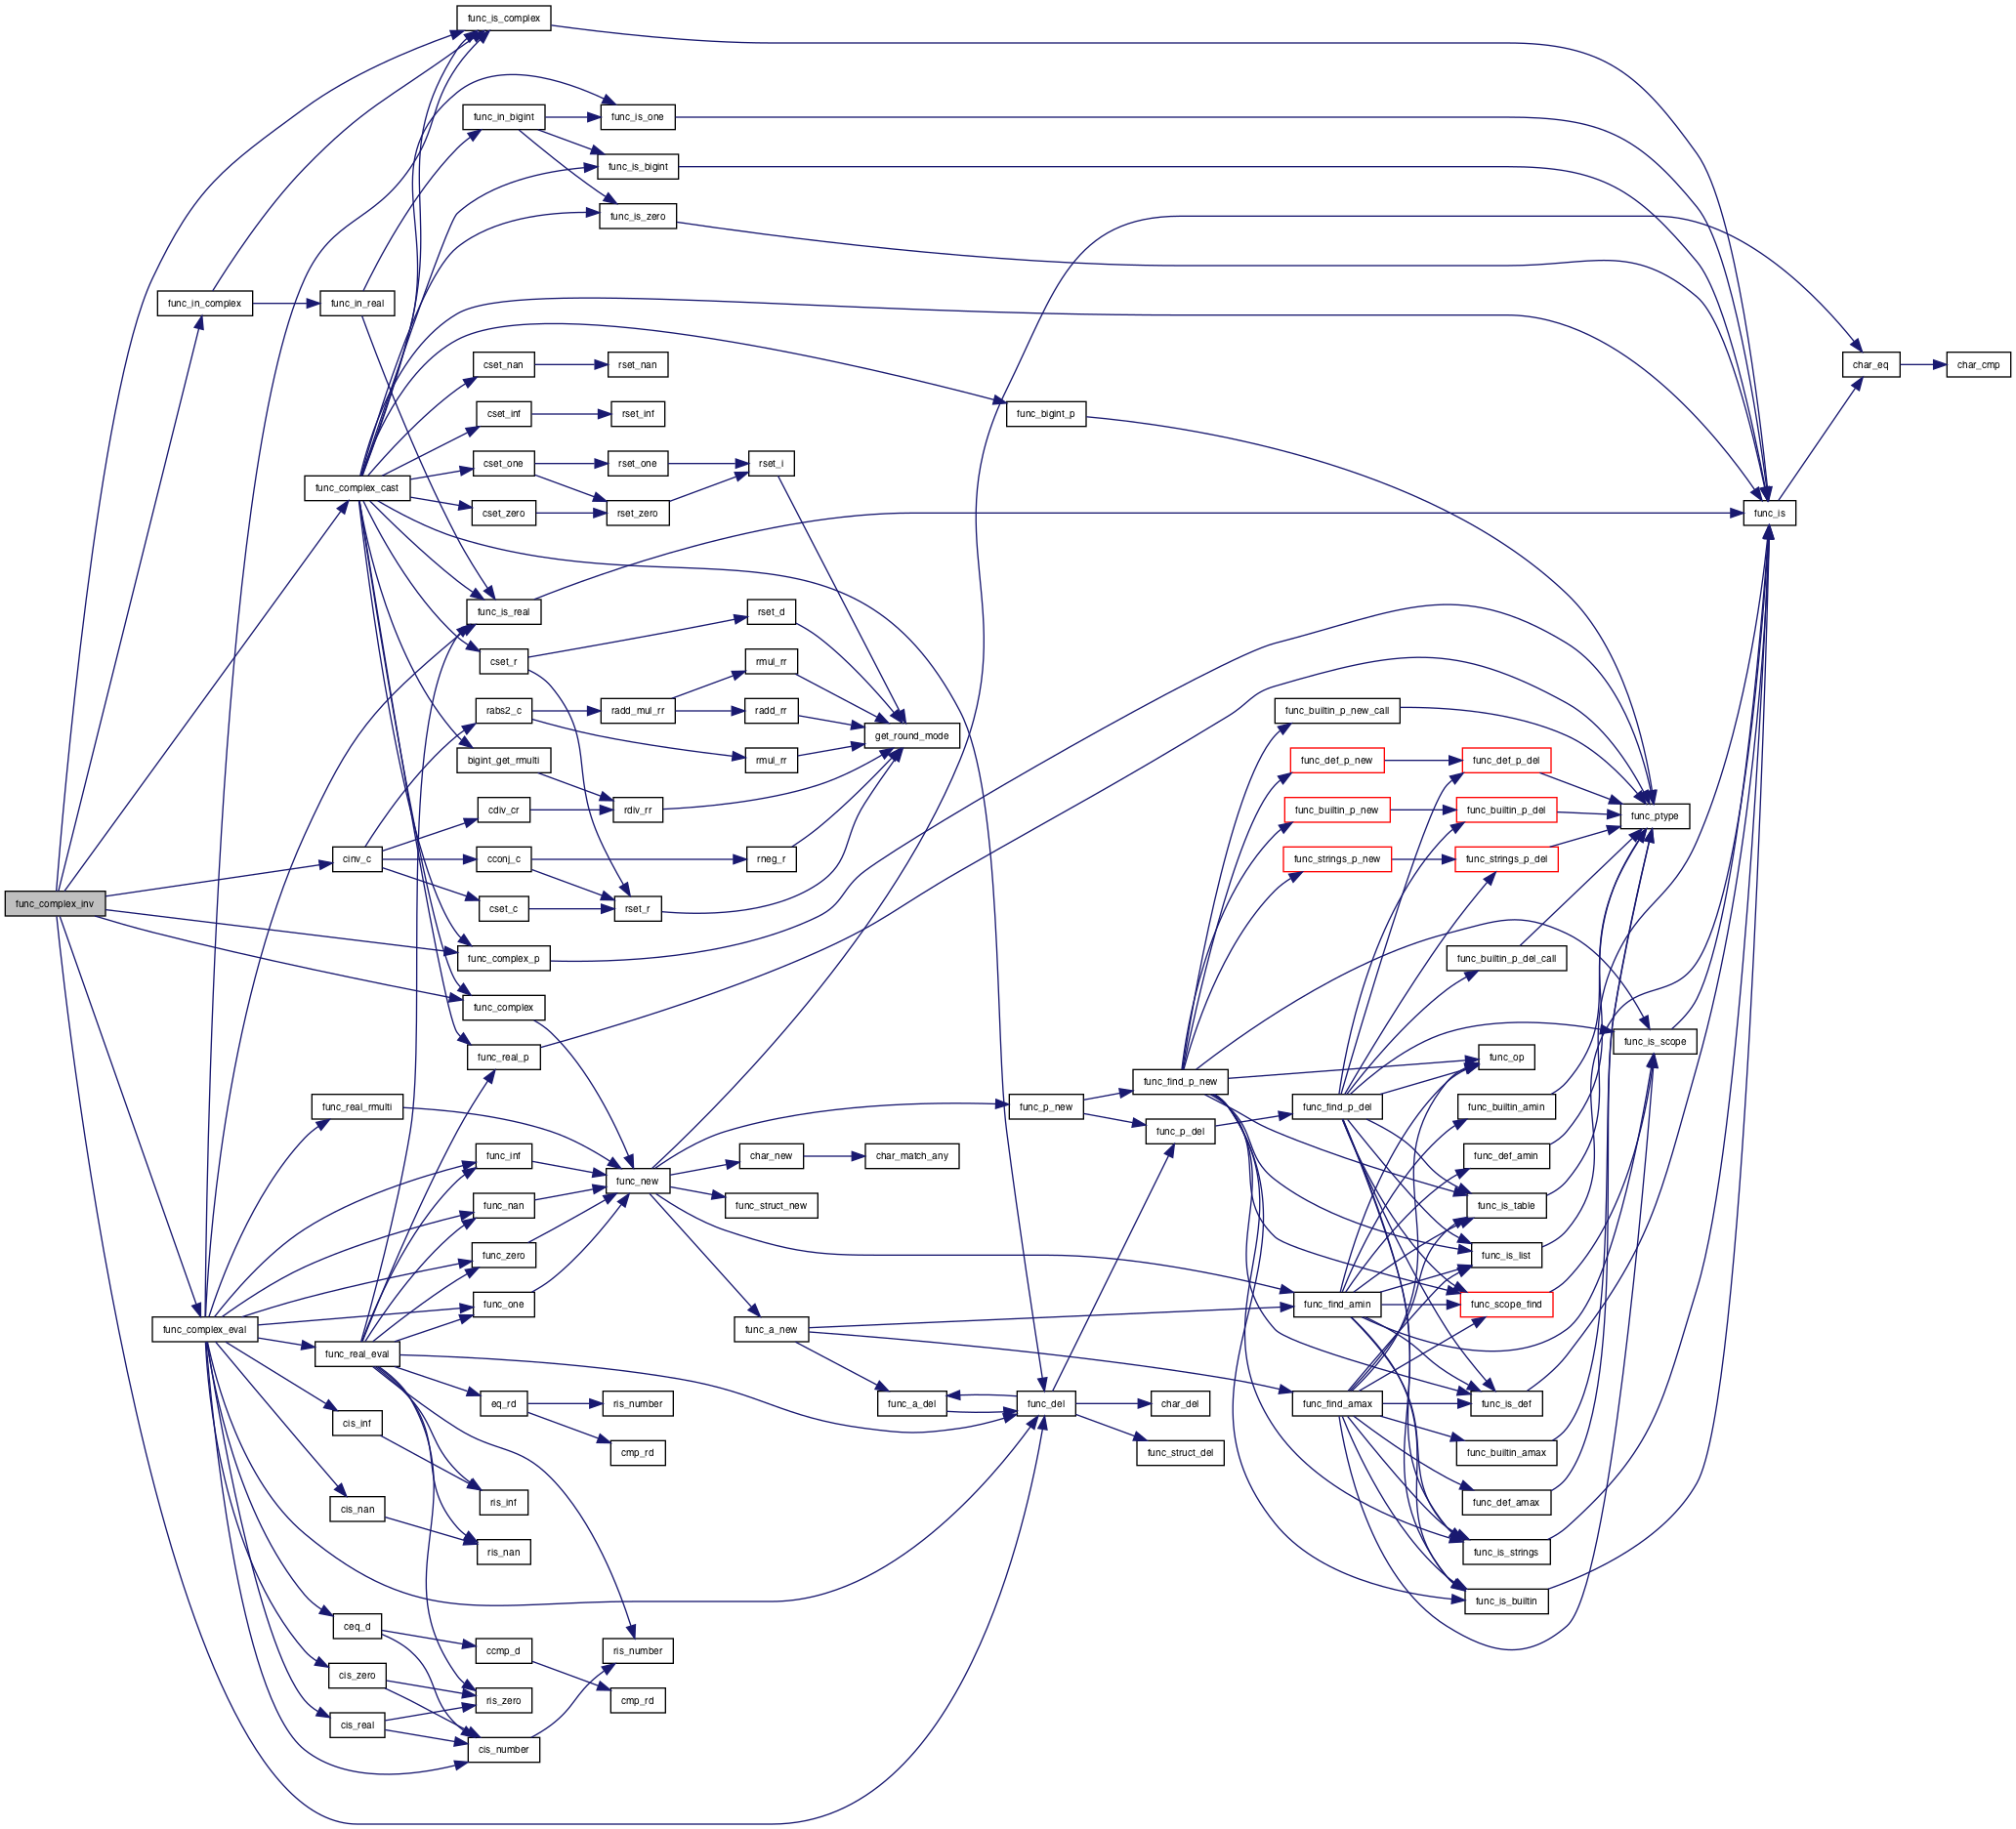 func_is_complex
func_in_bigint
func_is_one
func_is_bigint
func_is_zero
func_in_complex
func_in_real
cset_nan
rset_nan
char_eq
char_cmp
cset_inf
rset_inf
func_bigint_p
cset_one
rset_one
rset_i
func_complex_cast
cset_zero
rset_zero
func_is
func_is_real
rset_d
cset_r
rmul_rr
rabs2_c
radd_mul_rr
radd_rr
func_builtin_p_new_call
get_round_mode
bigint_get_rmulti
rmul_rr
func_def_p_new
func_def_p_del
cdiv_cr
rdiv_rr
func_builtin_p_new
func_builtin_p_del
func_ptype
cinv_c
cconj_c
rneg_r
func_strings_p_new
func_strings_p_del
func_complex_inv
cset_c
rset_r
func_complex_p
func_builtin_p_del_call
func_complex
func_is_scope
func_real_p
func_op
func_find_p_new
func_real_rmulti
func_p_new
func_find_p_del
func_builtin_amin
func_p_del
func_inf
char_new
char_match_any
func_def_amin
func_new
func_nan
func_struct_new
func_is_table
func_zero
func_is_list
func_one
func_find_amin
func_scope_find
func_complex_eval
func_a_new
func_real_eval
eq_rd
ris_number
func_a_del
func_del
char_del
func_find_amax
func_is_def
cis_inf
cmp_rd
func_struct_del
func_builtin_amax
cis_nan
ris_inf
func_def_amax
ris_nan
func_is_strings
func_is_builtin
ceq_d
ccmp_d
ris_number
cis_zero
ris_zero
cmp_rd
cis_real
cis_number